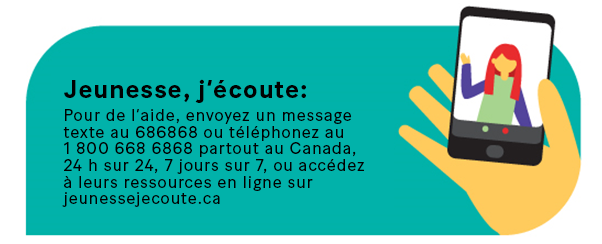 Jeunesse, j'écoute:
Pour de l'aide, envoyez un message
texte au 686868 ou téléphonez au
1 800 668 6868 partout au Canada,
24 h sur 24, 7 jours sur 7, ou accédez
à leurs ressources en ligne sur
jeunessejecoute.ca